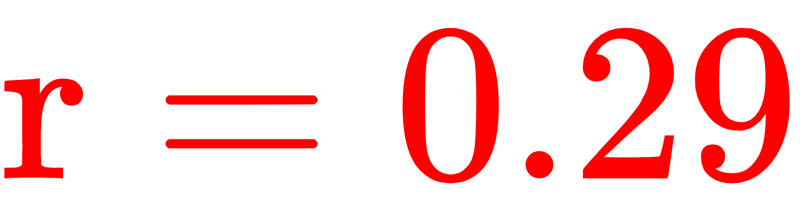 r = 0.29